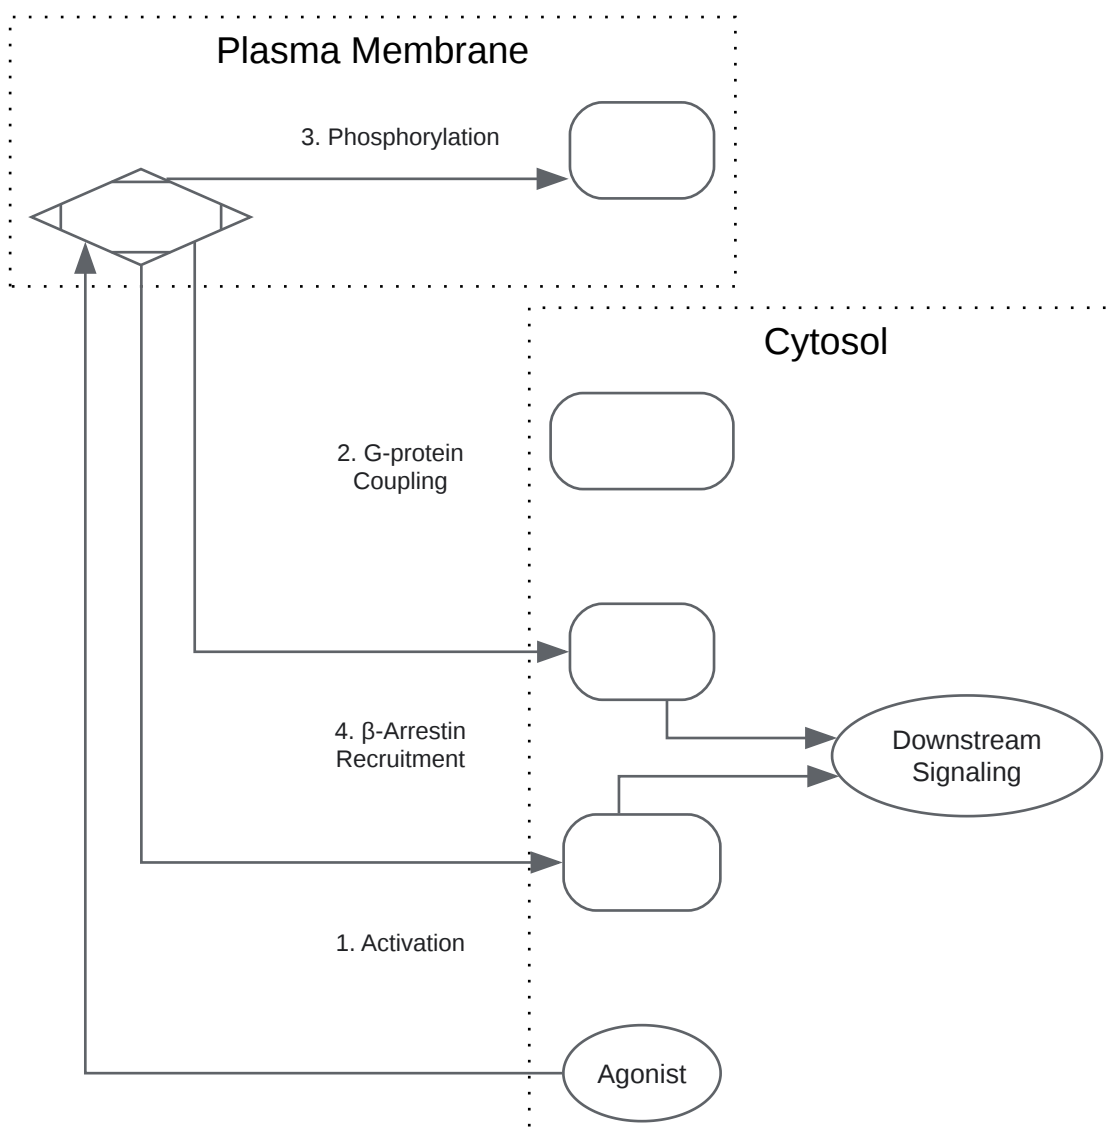 Plasma Membrane
3. Phosphorylation
Cytosol
2. G-protein
Coupling
4. β-Arrestin
Recruitment
Downstream
Signaling
1. Activation
Agonist